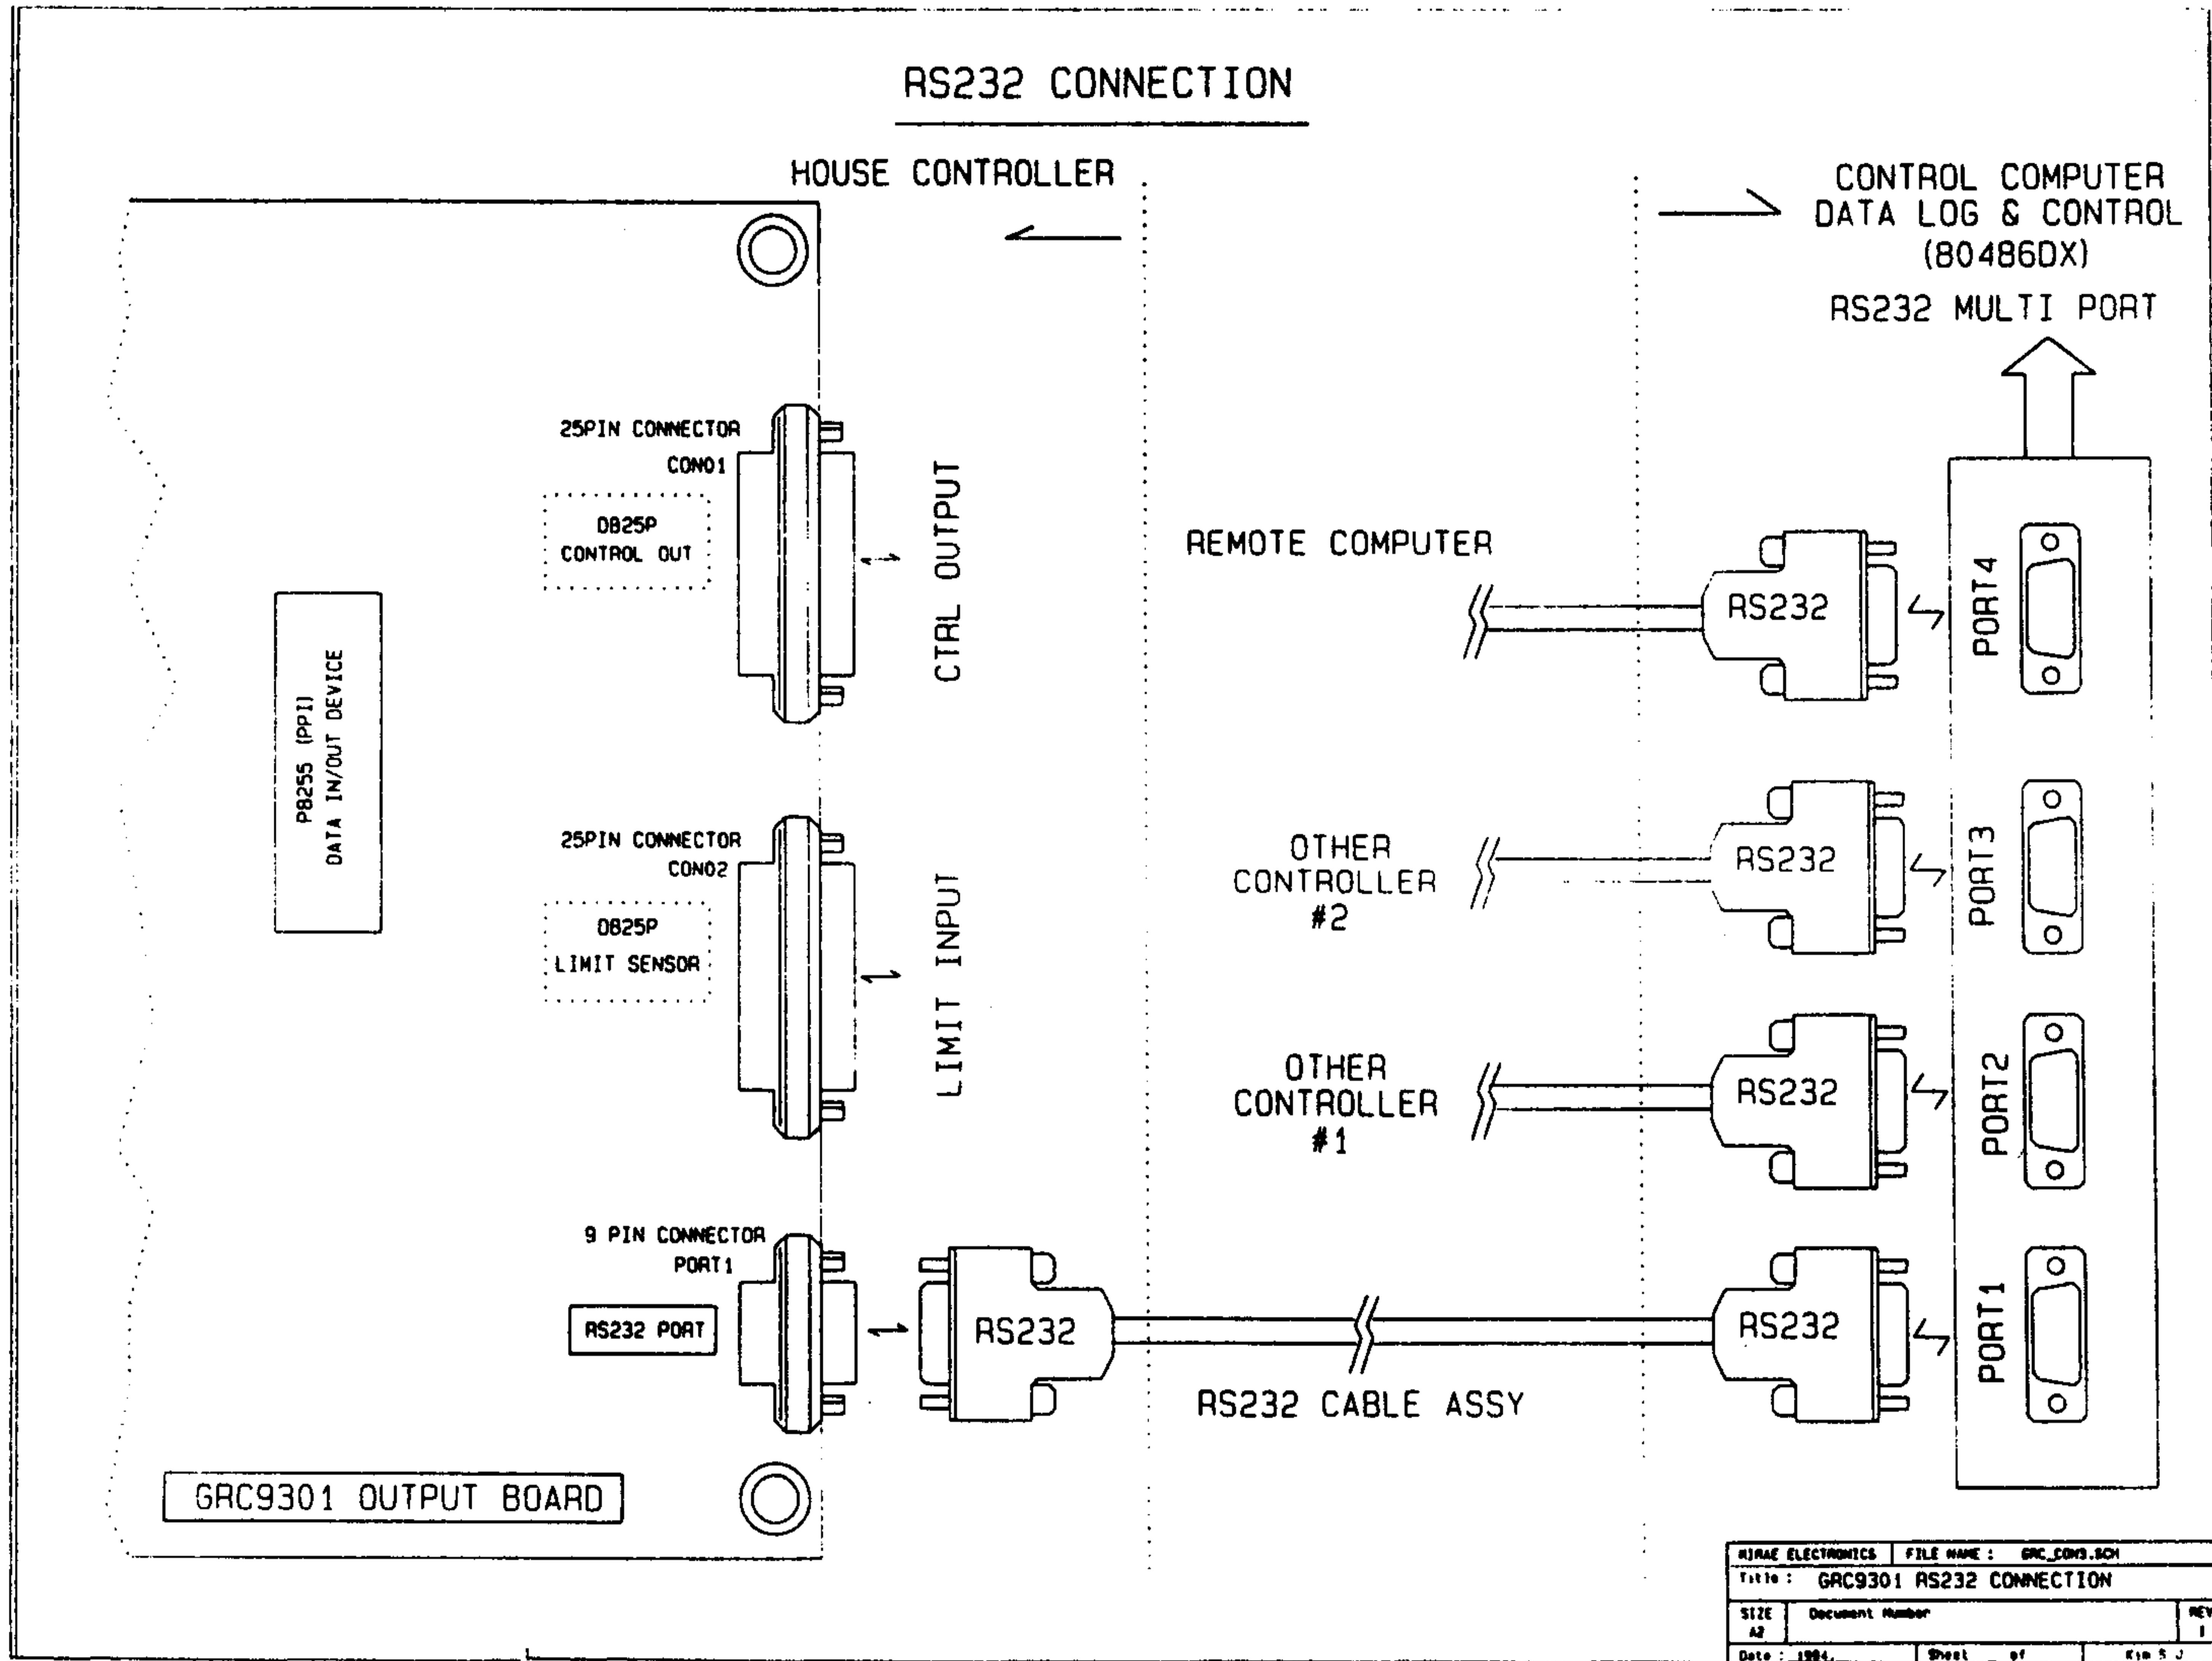 RS232 CONNECTION
HOUSE CONTROLLER
CONTROL COMPUTER
DATA LOG & CONTROL
(80486DX)
RS232 MULTI PORT
25PIN CONNECTOR
CON01
DB25P
CONTROL OUT
CTRL OUTPUT
P8255 (PPI)
DATA IN/OUT DEVICE
REMOTE COMPUTER
RS232
PORT4
25PIN CONNECTOR
CON02
DB25P
LIMIT SENSOR
LIMIT INPUT
OTHER
CONTROLLER
#2
RS232
PORT3
OTHER
CONTROLLER
#1
RS232
PORT2
9 PIN CONNECTOR
PORT1
RS232 PORT
RS232
RS232
PORT1
RS232 CABLE ASSY
GRC9301 OUTPUT BOARD
MIRAE ELECTRONICS FILE NAME :
Title : GRC9301 RS232 CONNECTION
SIZE Document Number REV
A2 1
Date : 1994. Sheet of Kim S J